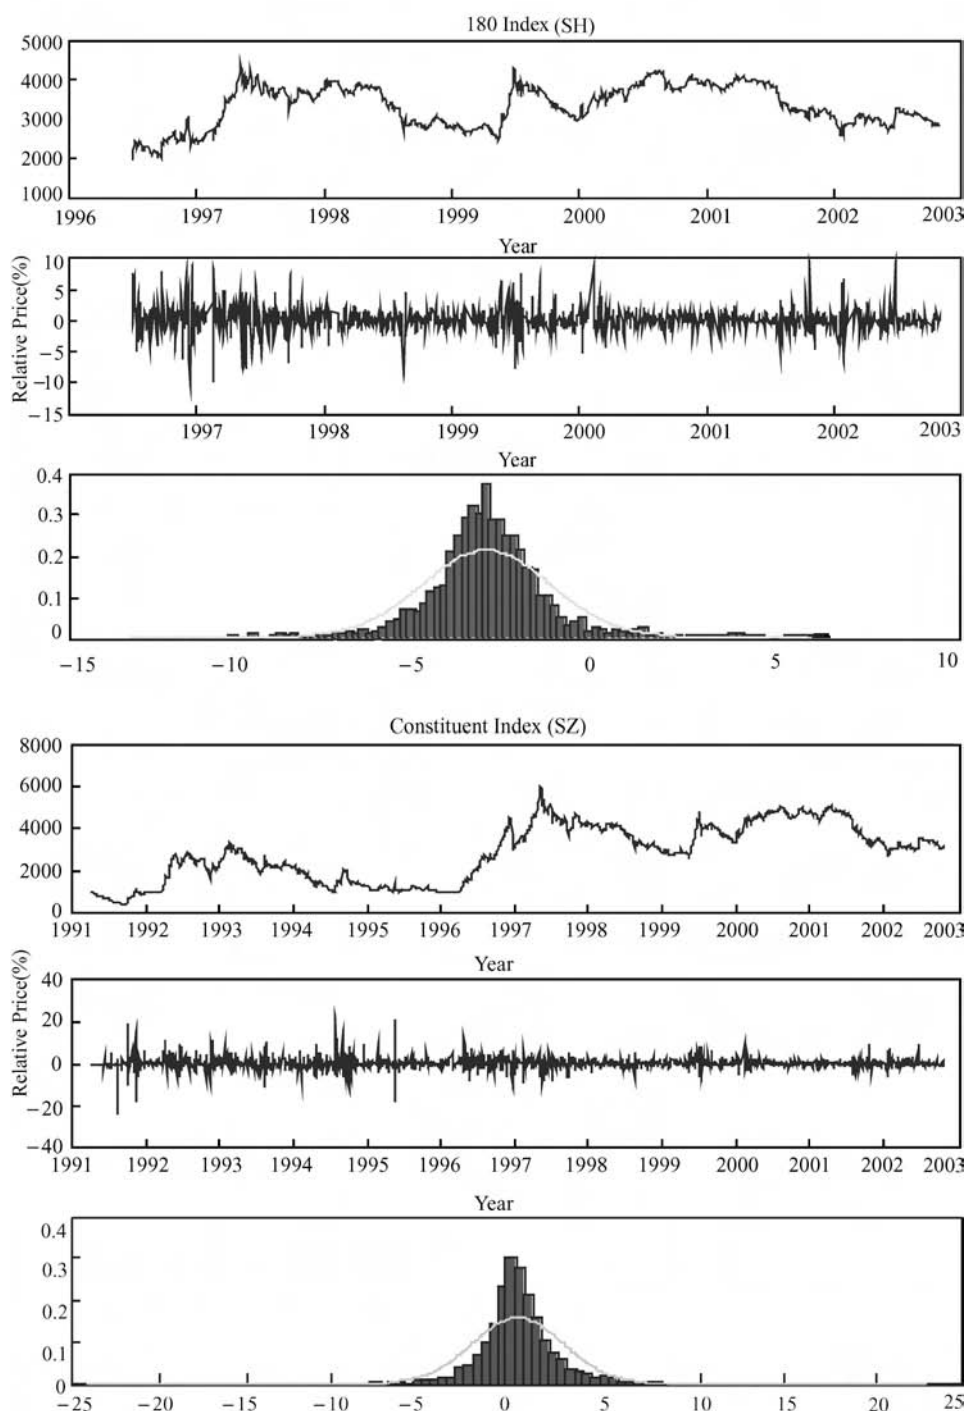 180 Index (SH)
5000
4000
3000
2000
1000
1996 1997 1998 1999 2000 2001 2002 2003
Year
Relative Price(%)
10
5
0
−5
−10
−15
1997 1998 1999 2000 2001 2002 2003
Year
0.4
0.3
0.2
0.1
0
−15 −10 −5 0 5 10
Constituent Index (SZ)
8000
6000
4000
2000
0
1991 1992 1993 1994 1995 1996 1997 1998 1999 2000 2001 2002 2003
Year
Relative Price(%)
40
20
0
−20
−40
1991 1992 1993 1994 1995 1996 1997 1998 1999 2000 2001 2002 2003
Year
0.4
0.3
0.2
0.1
0
−25 −20 −15 −10 −5 0 5 10 15 20 25